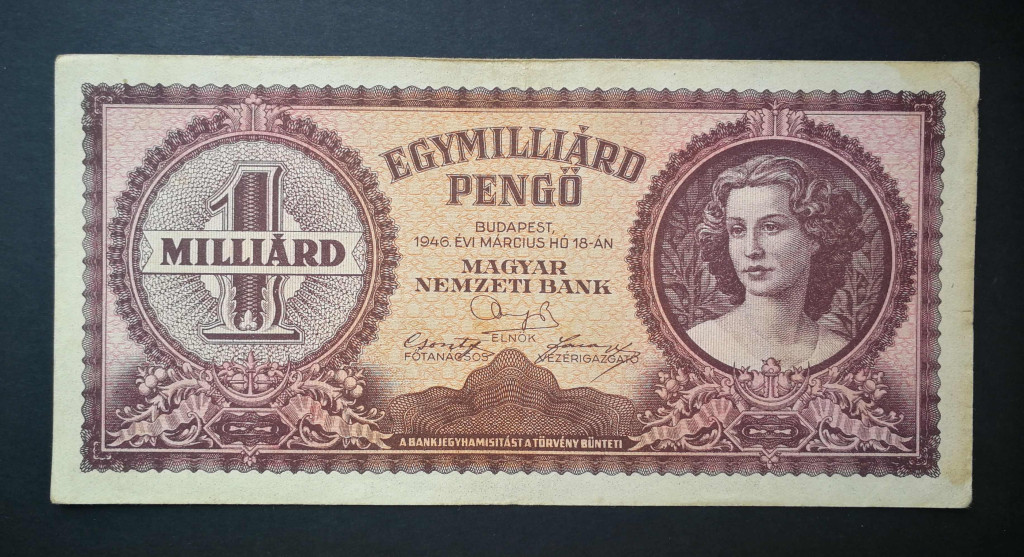 EGYMILLIÁRD
PENGŐ
1
MILLIÁRD
BUDAPEST,
1946. ÉVI MÁRCIUS HÓ 18-ÁN
MAGYAR
NEMZETI BANK
ELNÖK
FŐTANÁCSOS VEZÉRIGAZGATÓ
A BANKJEGYHAMISITÁST A TÖRVÉNY BÜNTETI